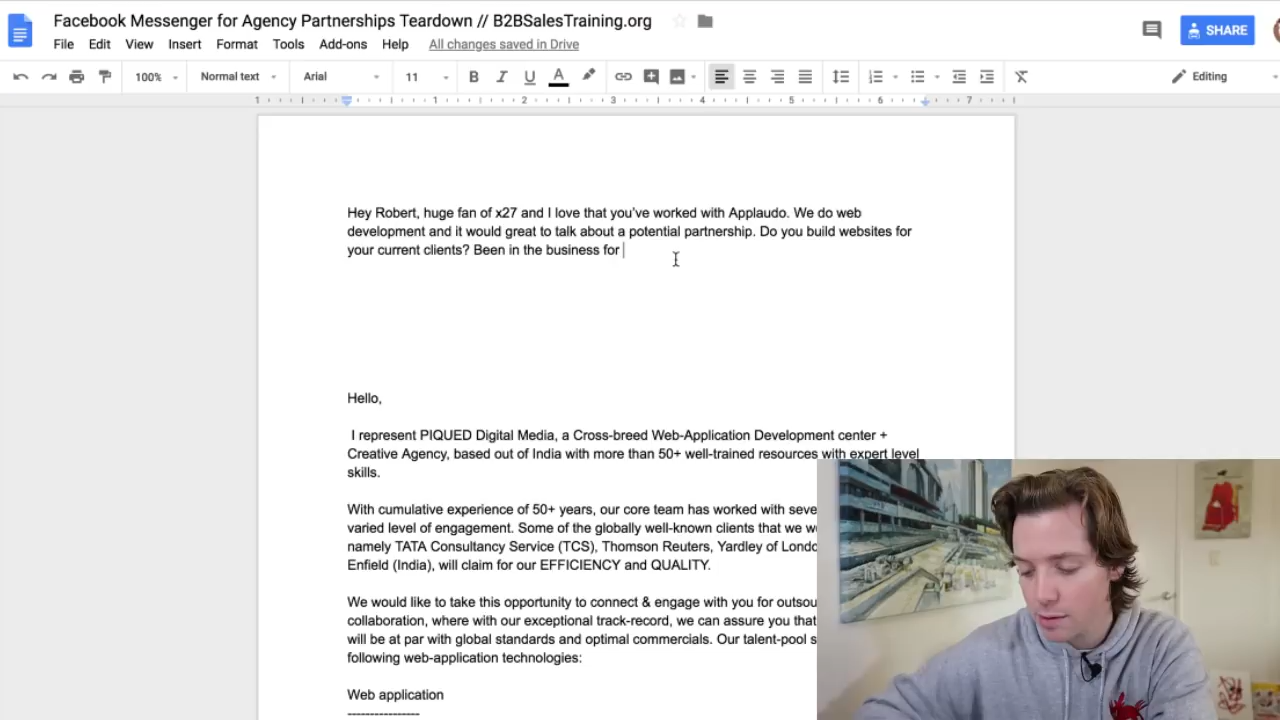 Facebook Messenger for Agency Partnerships Teardown // B2BSalesTraining.org
File Edit View Insert Format Tools Add-ons Help All changes saved in Drive
SHARE
100% Normal text Arial 11 B I U A Editing
1 1 2 3 4 5 6 7
Hey Robert, huge fan of x27 and I love that you've worked with Applaudo. We do web
development and it would great to talk about a potential partnership. Do you build websites for
your current clients? Been in the business for
Hello,
I represent PIQUED Digital Media, a Cross-breed Web-Application Development center +
Creative Agency, based out of India with more than 50+ well-trained resources with expert level
skills.
With cumulative experience of 50+ years, our core team has worked with
varied level of engagement. Some of the globally well-known clients that we
namely TATA Consultancy Service (TCS), Thomson Reuters, Yardley of
Enfield (India), will claim for our EFFICIENCY and QUALITY.
We would like to take this opportunity to connect & engage with you for
collaboration, where with our exceptional track-record, we can assure you that
will be at par with global standards and optimal commercials. Our talent-pool
following web-application technologies:
Web application
----------------